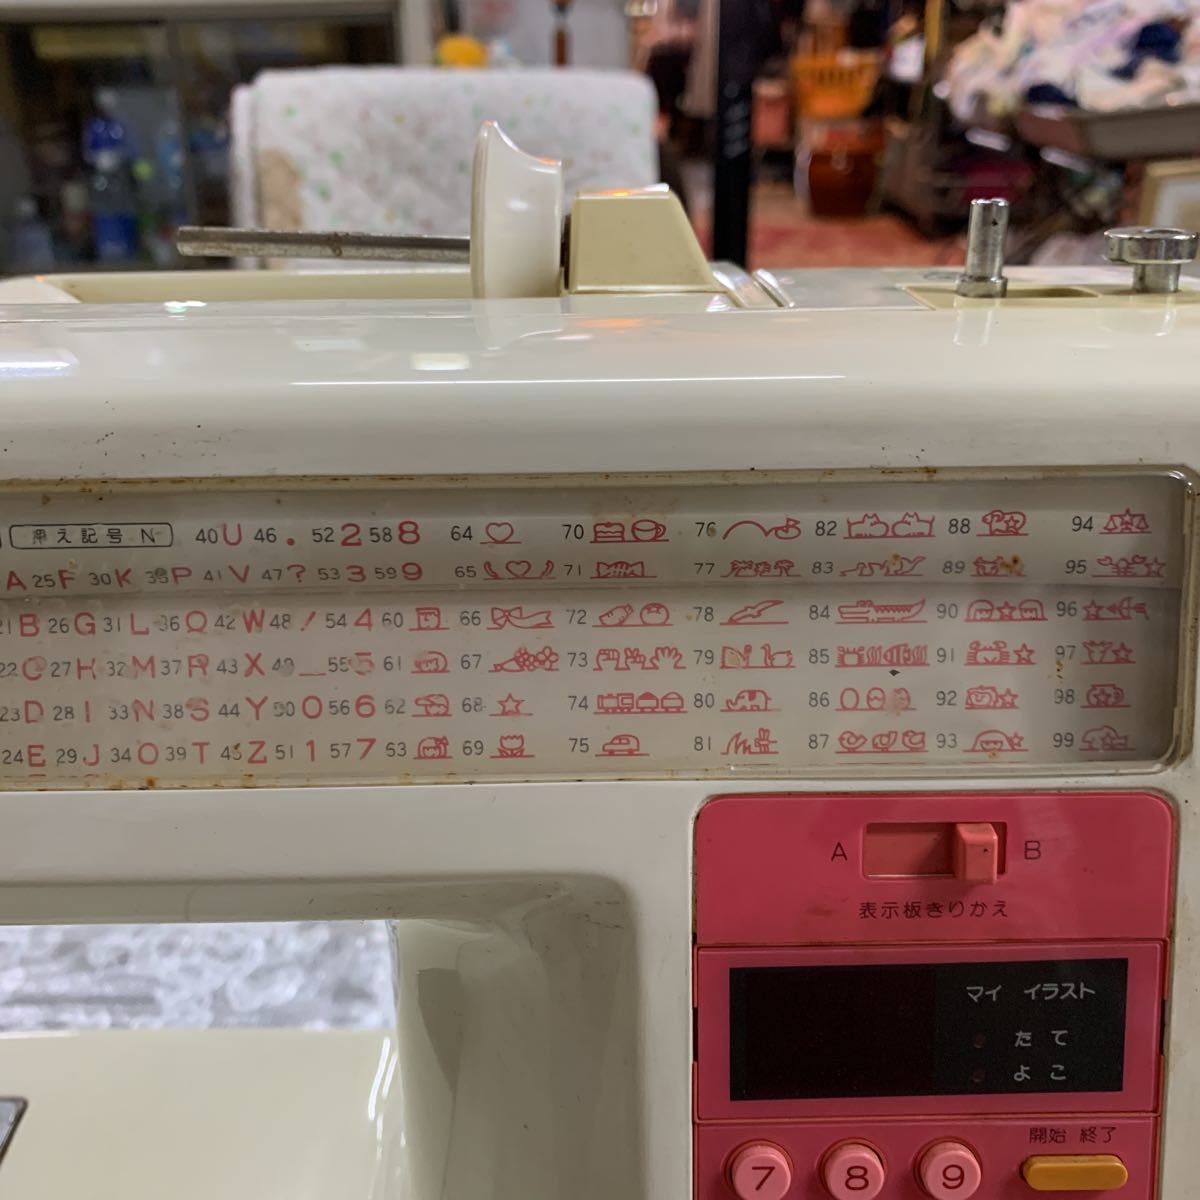 押え記号 N 40 U 46 . 52 2 58 8 64 70 76 82 88 94
A 25 F 30 K 35 P 41 V 47 ? 53 3 59 9 65 71 77 83 89 95
21 B 26 G 31 L 36 Q 42 W 48 ! 54 4 60 66 72 78 84 90 96
22 C 27 H 32 M 37 R 43 X 49 _ 55 5 61 67 73 79 85 91 97
23 D 28 I 33 N 38 S 44 Y 50 0 56 6 62 68 74 80 86 92 98
24 E 29 J 34 O 39 T 45 Z 51 1 57 7 63 69 75 81 87 93 99
A B
表示板きりかえ
マイ イラスト
たて
よこ
開始 終了
7 8 9